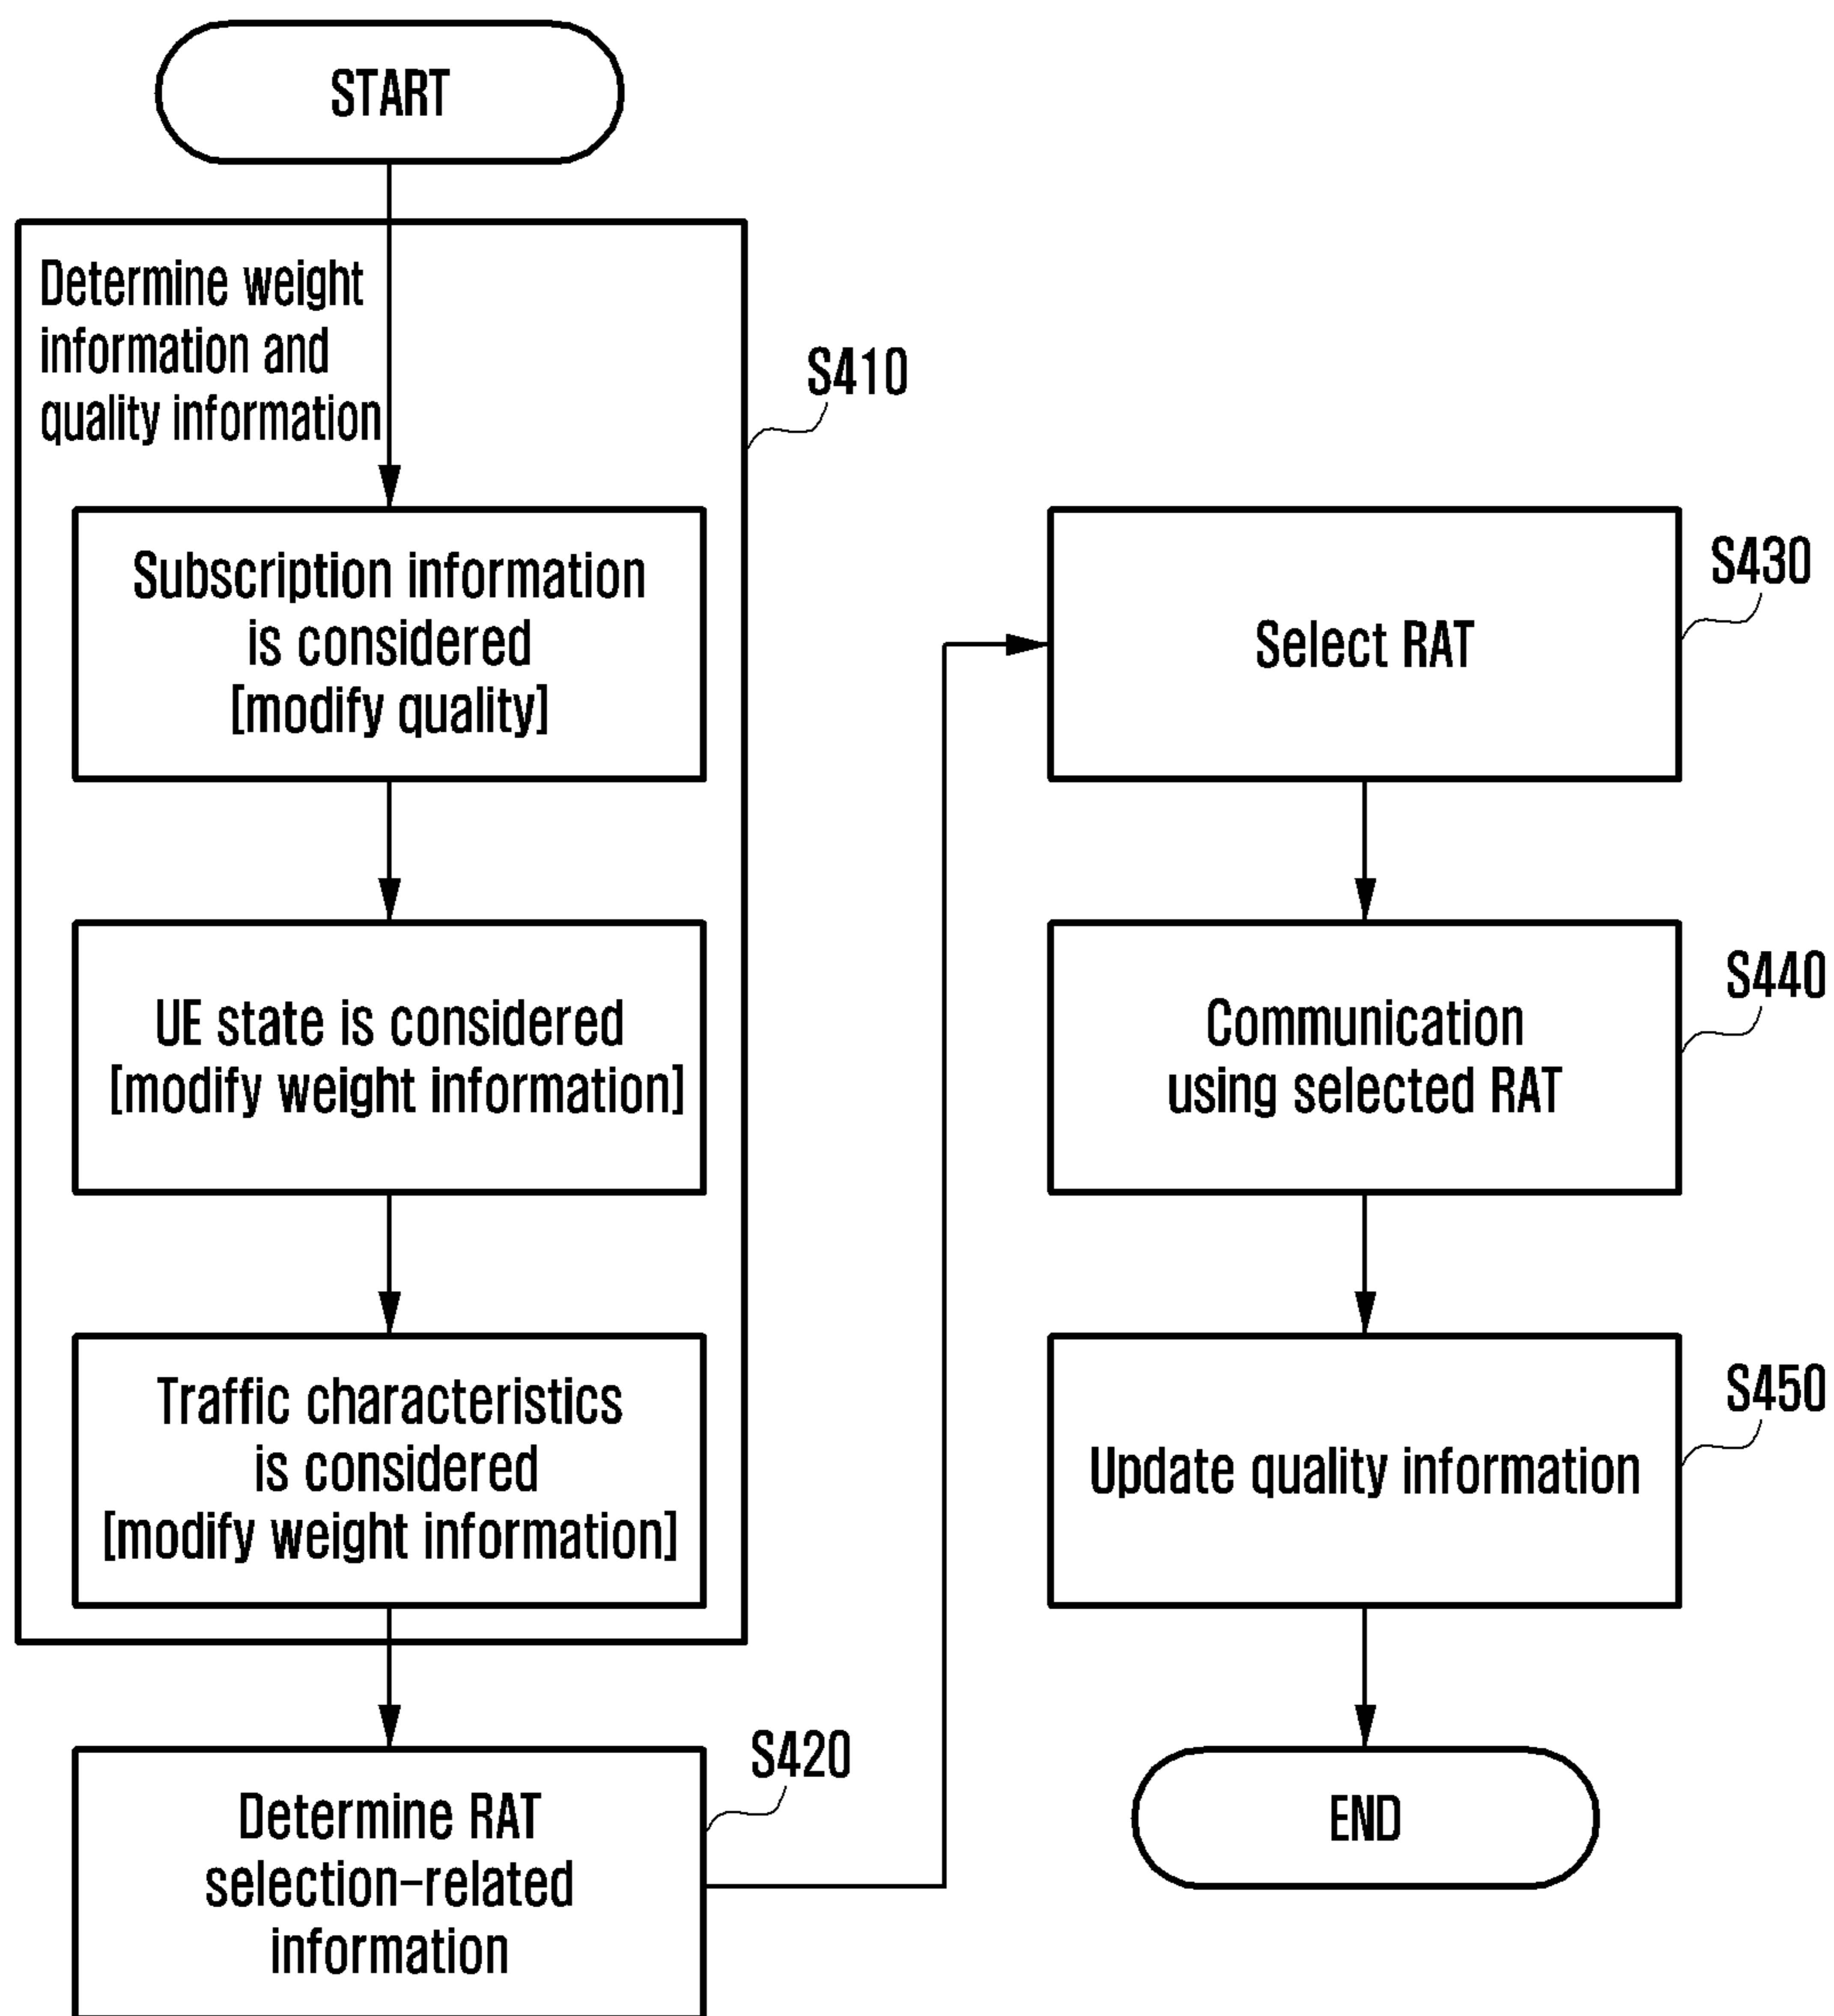 START
Determine weight
information and
quality information
S410
Subscription information
is considered
[modify quality]
UE state is considered
[modify weight information]
Traffic characteristics
is considered
[modify weight information]
S420
Determine RAT
selection-related
information
S430
Select RAT
S440
Communication
using selected RAT
S450
Update quality information
END